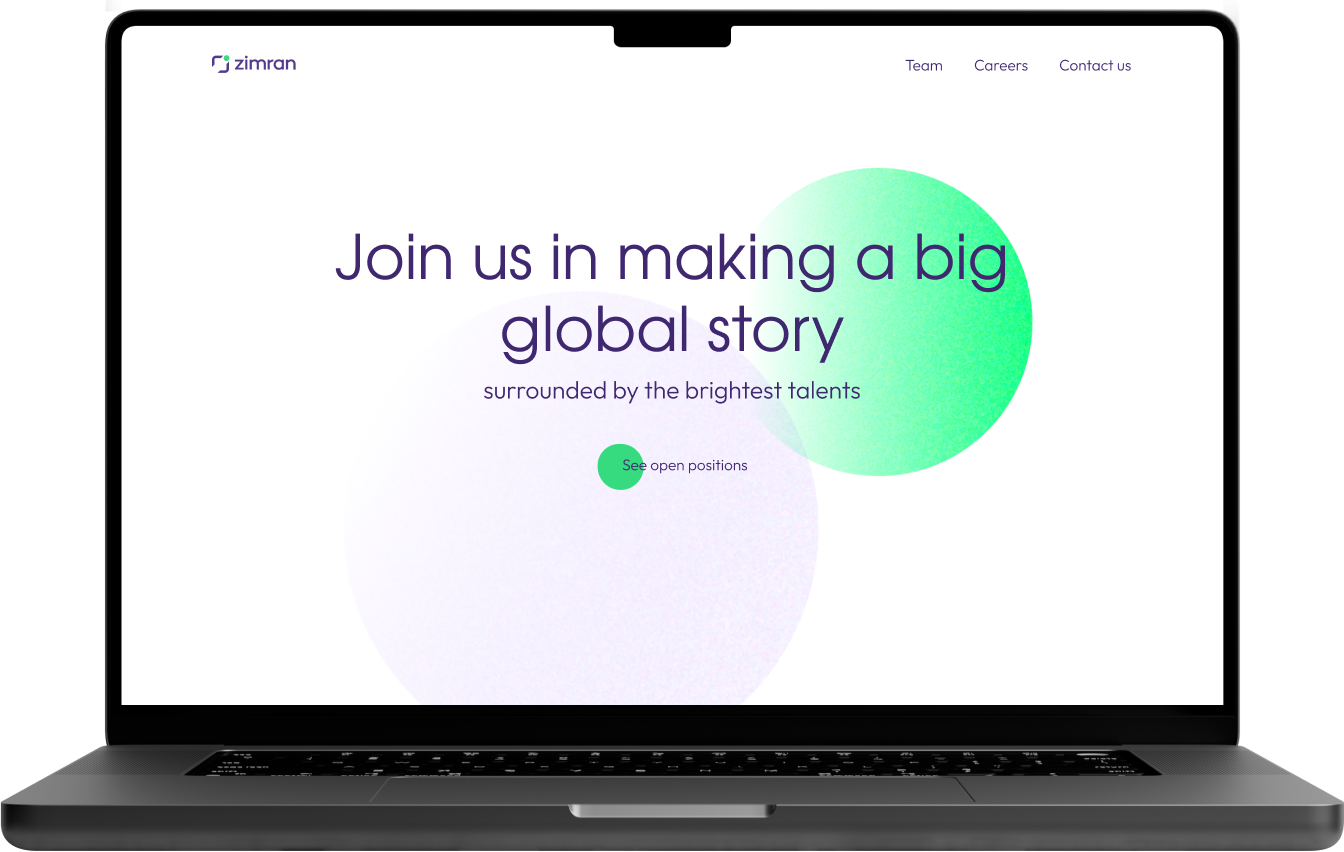 zimran
Team Careers Contact us
Join us in making a big
global story
surrounded by the brightest talents
See open positions